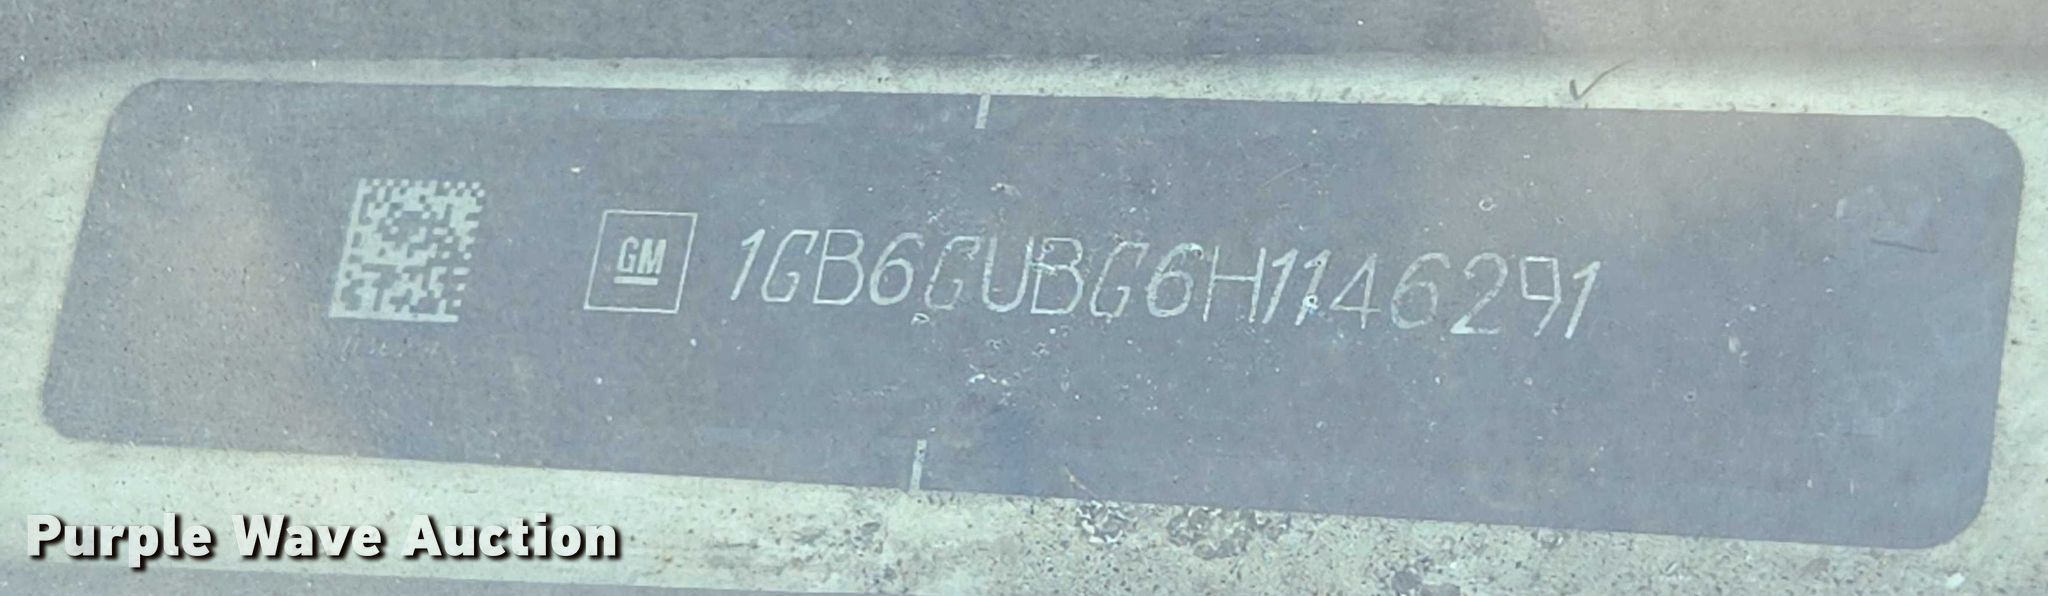 GM 1GB6GUBG6H1146291
Purple Wave Auction